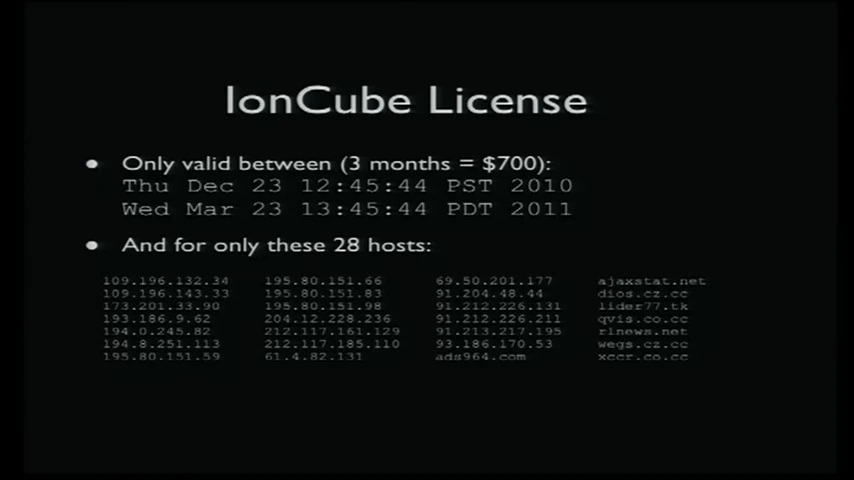 IonCube License
• Only valid between (3 months = $700):
Thu Dec 23 12:45:44 PST 2010
Wed Mar 23 13:45:44 PDT 2011
• And for only these 28 hosts:
109.196.132.34 195.80.151.66 69.50.201.177 ajaxstat.net
109.196.143.33 195.80.151.83 91.204.48.44 dios.cz.cc
173.201.33.90 195.80.151.98 91.212.226.131 lider77.tk
193.186.9.62 204.12.228.236 91.212.226.211 qvis.co.cc
194.0.245.82 212.117.161.129 91.213.217.195 rlnews.net
194.8.251.113 212.117.185.110 93.186.170.53 wegs.cz.cc
195.80.151.59 61.4.82.131 ads964.com xccr.co.cc